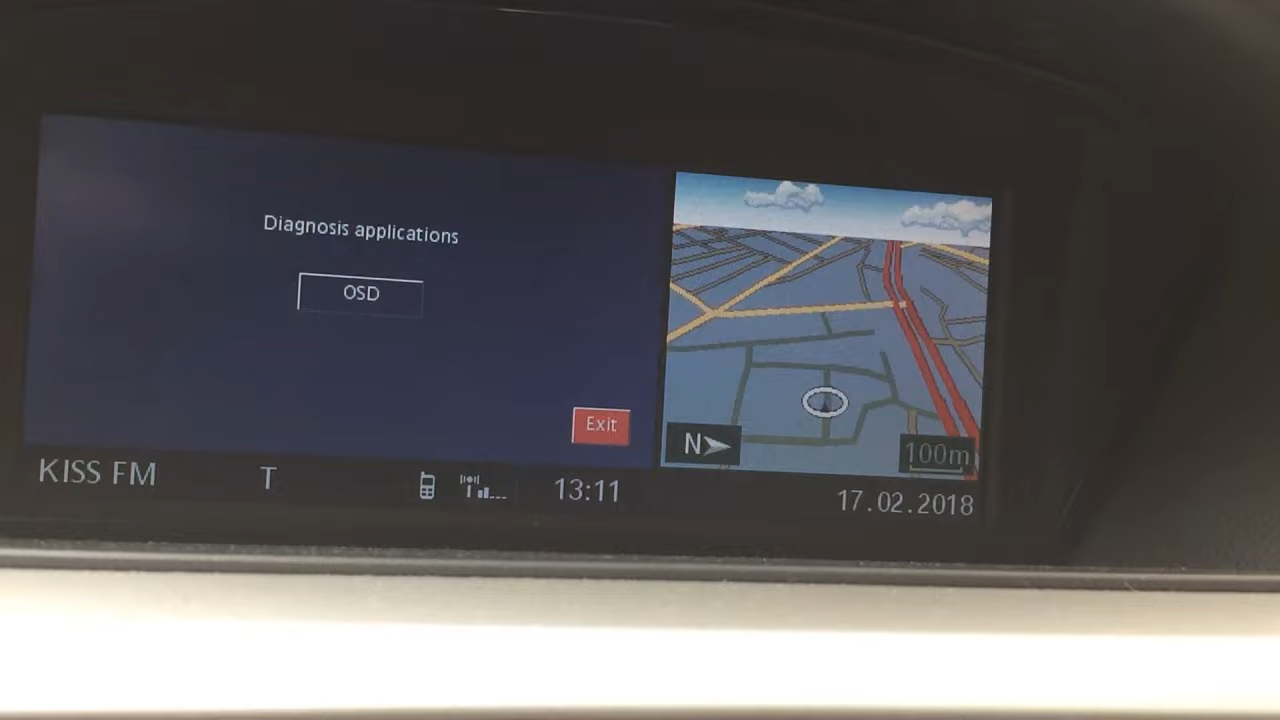 Diagnosis applications
OSD
Exit
N
100m
KISS FM
T
13:11
17.02.2018